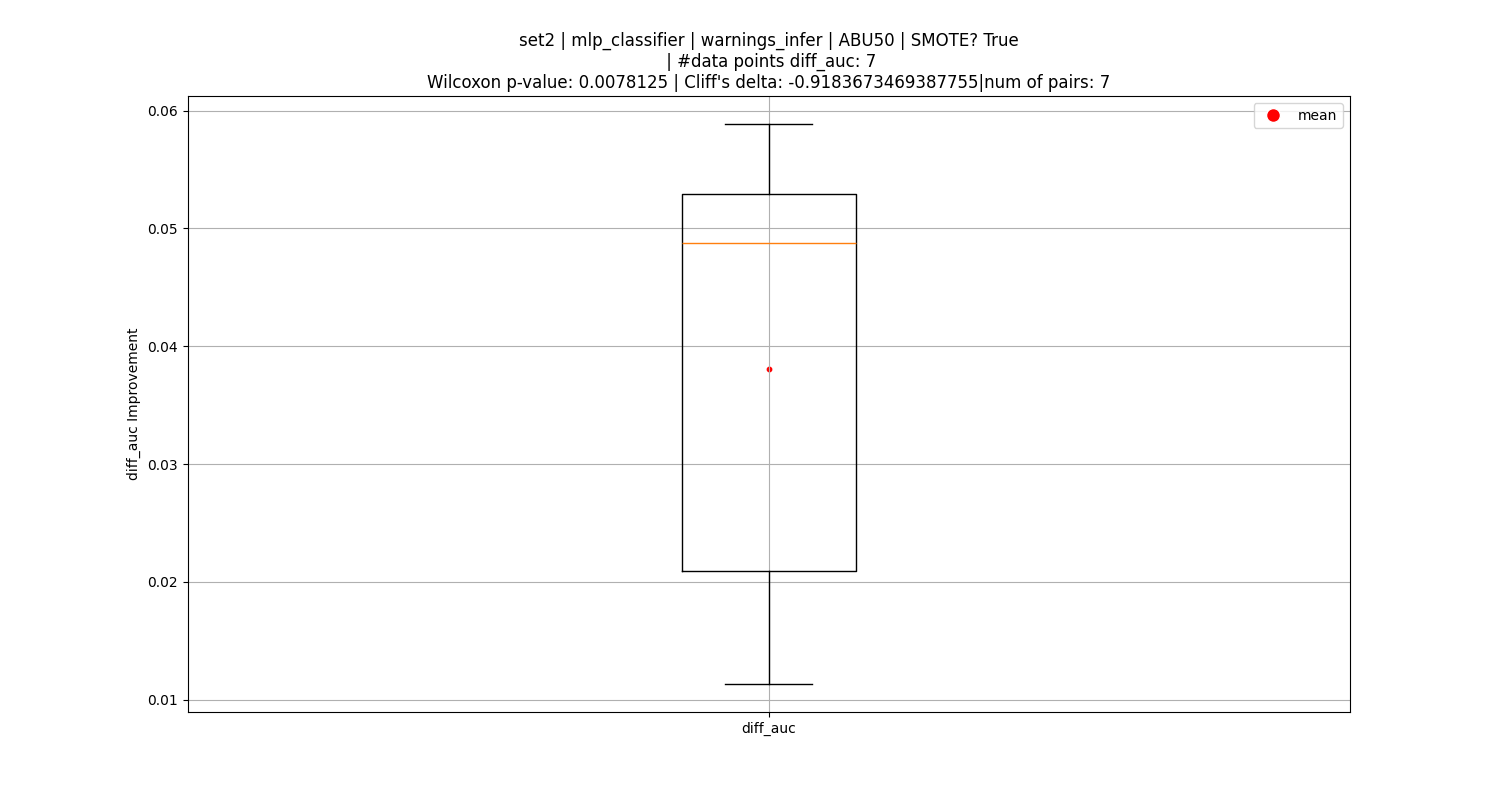 set2 | mlp_classifier | warnings_infer | ABU50 | SMOTE? True
| #data points diff_auc: 7
Wilcoxon p-value: 0.0078125 | Cliff's delta: -0.9183673469387755|num of pairs: 7
mean
0.06
0.05
0.04
0.03
0.02
0.01
diff_auc Improvement
diff_auc